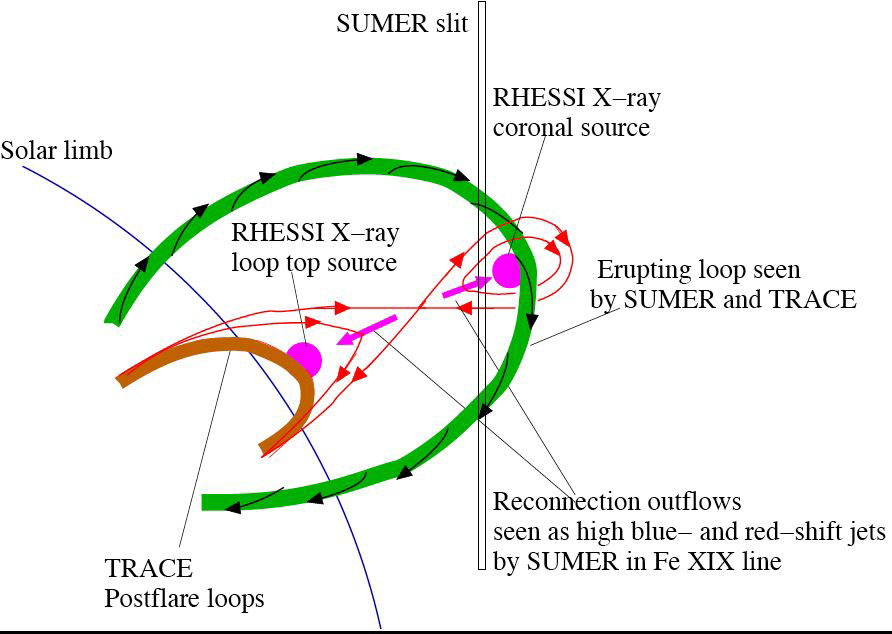 SUMER slit
RHESSI X−ray
coronal source
Solar limb
RHESSI X−ray
loop top source
Erupting loop seen
by SUMER and TRACE
Reconnection outflows
seen as high blue− and red−shift jets
by SUMER in Fe XIX line
TRACE
Postflare loops